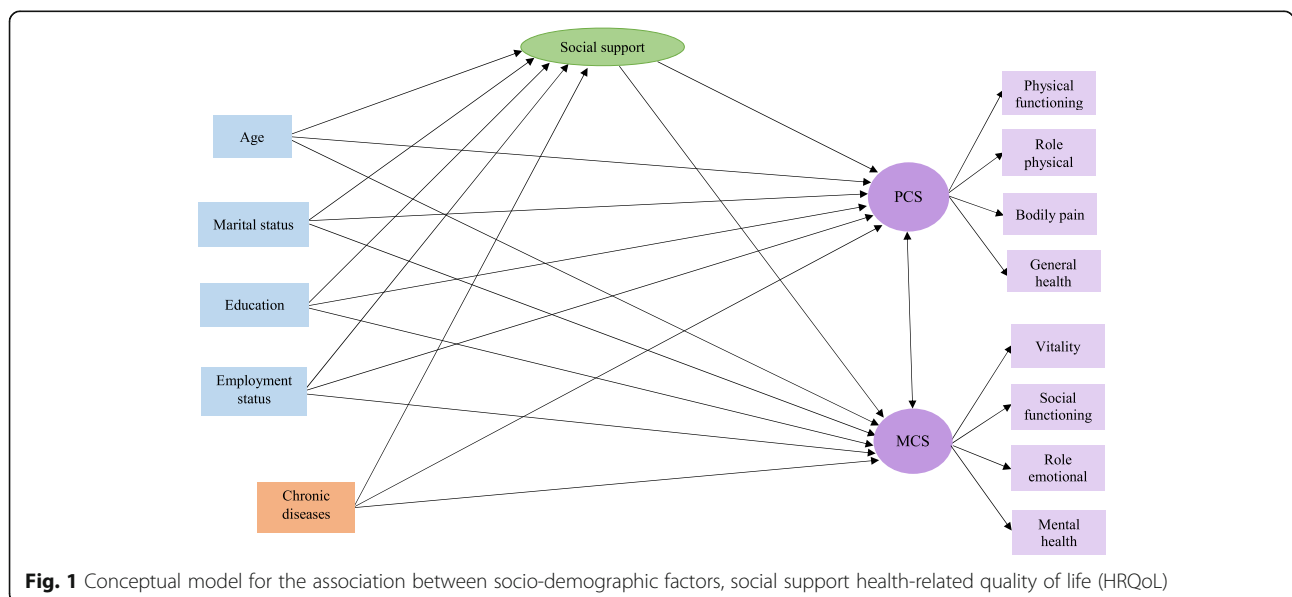 Social support
Age
Marital status
Education
Employment
status
Chronic
diseases
PCS
MCS
Physical
functioning
Role
physical
Bodily pain
General
health
Vitality
Social
functioning
Role
emotional
Mental
health
Fig. 1 Conceptual model for the association between socio-demographic factors, social support health-related quality of life (HRQoL)